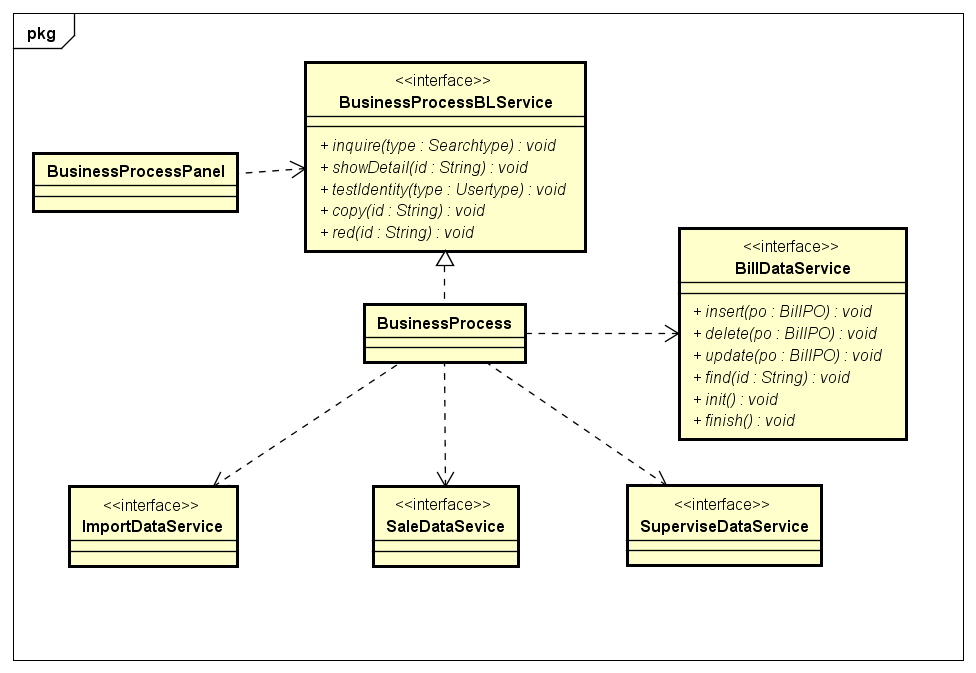 pkg
<<interface>>
BusinessProcessBLService
+ inquire(type : Searchtype) : void
+ showDetail(id : String) : void
+ testIdentity(type : Usertype) : void
+ copy(id : String) : void
+ red(id : String) : void
BusinessProcessPanel
<<interface>>
BillDataService
+ insert(po : BillPO) : void
+ delete(po : BillPO) : void
+ update(po : BillPO) : void
+ find(id : String) : void
+ init() : void
+ finish() : void
BusinessProcess
<<interface>>
ImportDataService
<<interface>>
SaleDataSevice
<<interface>>
SuperviseDataService